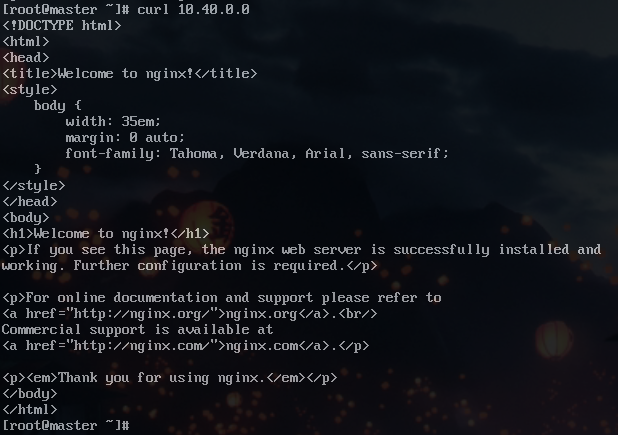 [root@master ~]# curl 10.40.0.0
<!DOCTYPE html>
<html>
<head>
<title>Welcome to nginx!</title>
<style>
    body {
        width: 35em;
        margin: 0 auto;
        font-family: Tahoma, Verdana, Arial, sans-serif;
    }
</style>
</head>
<body>
<h1>Welcome to nginx!</h1>
<p>If you see this page, the nginx web server is successfully installed and
working. Further configuration is required.</p>

<p>For online documentation and support please refer to
<a href="http://nginx.org/">nginx.org</a>.<br/>
Commercial support is available at
<a href="http://nginx.com/">nginx.com</a>.</p>

<p><em>Thank you for using nginx.</em></p>
</body>
</html>
[root@master ~]#